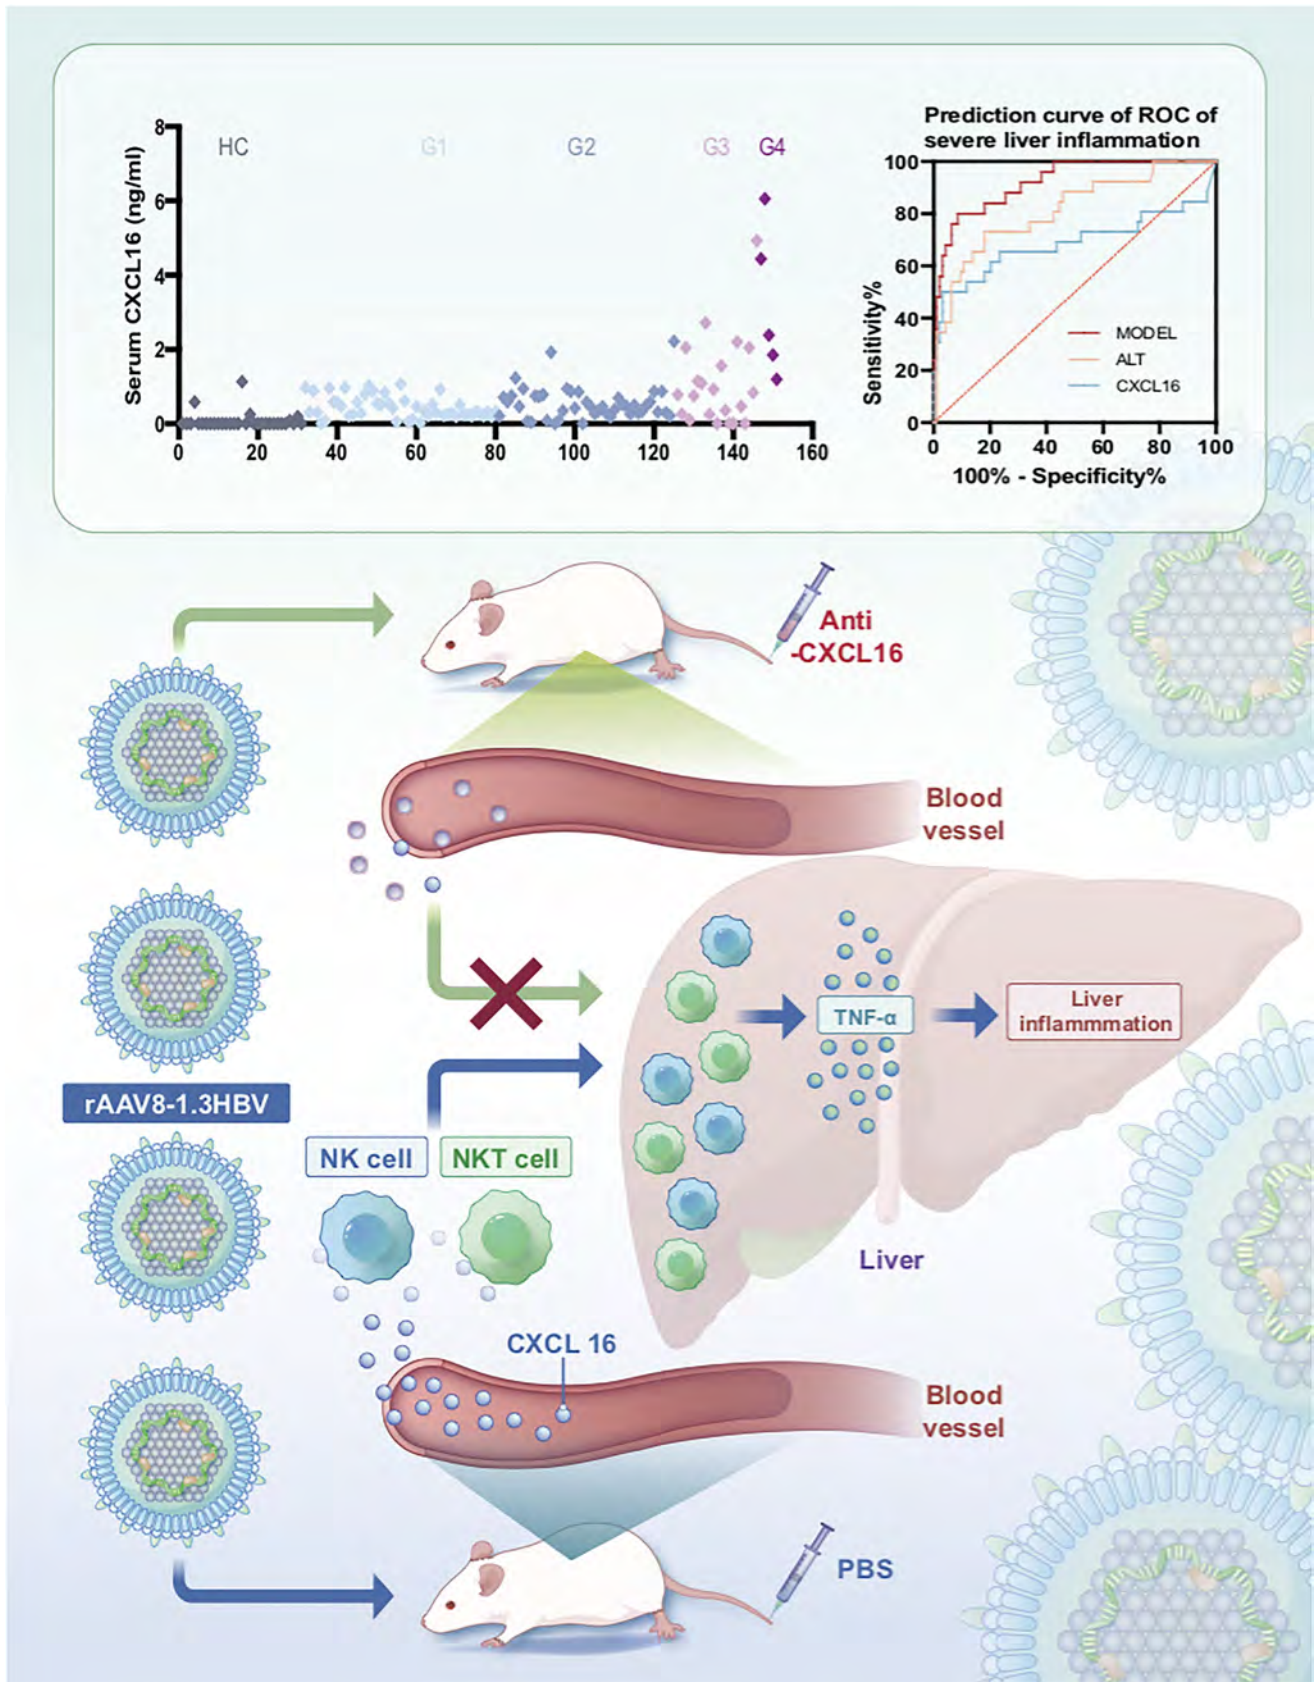 Prediction curve of ROC of
severe liver inflammation
Serum CXCL16 (ng/ml)
8
6
4
2
0
HC
G1
G2
G3
G4
0
20
40
60
80
100
120
140
160
Sensitivity%
100
80
60
40
20
0
MODEL
ALT
CXCL16
0
20
40
60
80
100
100% - Specificity%
Anti
-CXCL16
Blood
vessel
TNF-α
Liver
inflammmation
rAAV8-1.3HBV
NK cell
NKT cell
Liver
CXCL 16
Blood
vessel
PBS